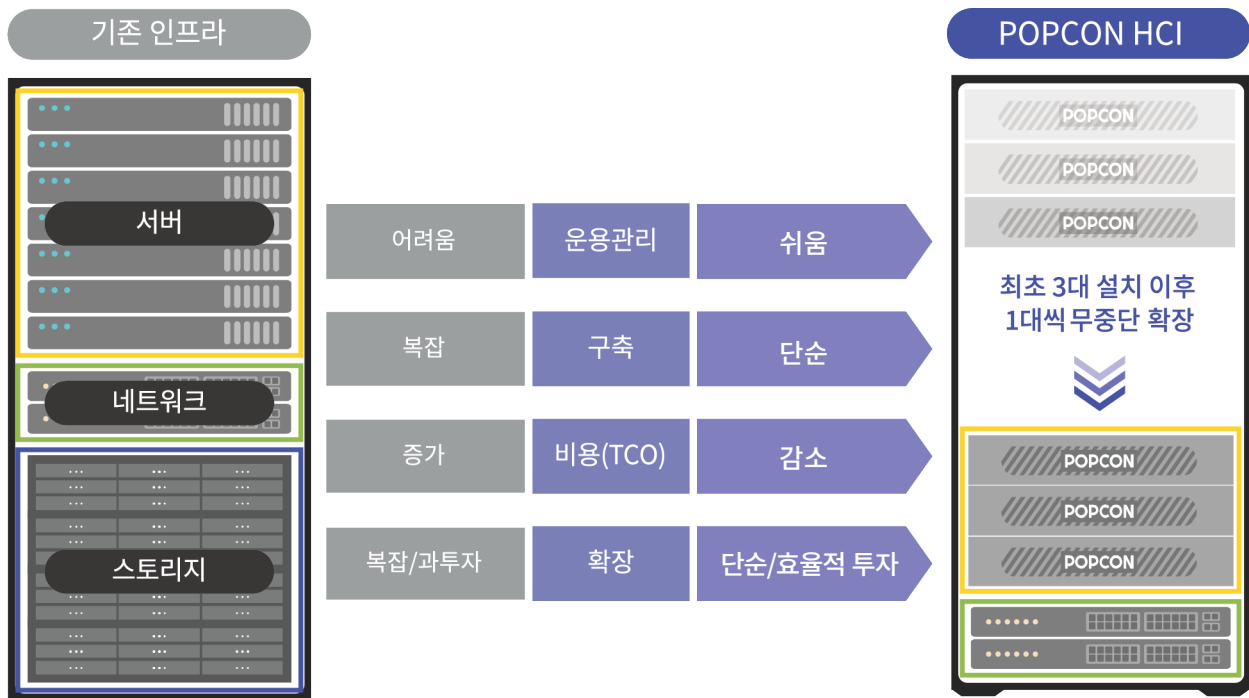 기존 인프라
POPCON HCI
서버
네트워크
스토리지
어려움 운용관리 쉬움
복잡 구축 단순
증가 비용(TCO) 감소
복잡/과투자 확장 단순/효율적 투자
POPCON
POPCON
POPCON
최초 3대 설치 이후
1대씩 무중단 확장
POPCON
POPCON
POPCON